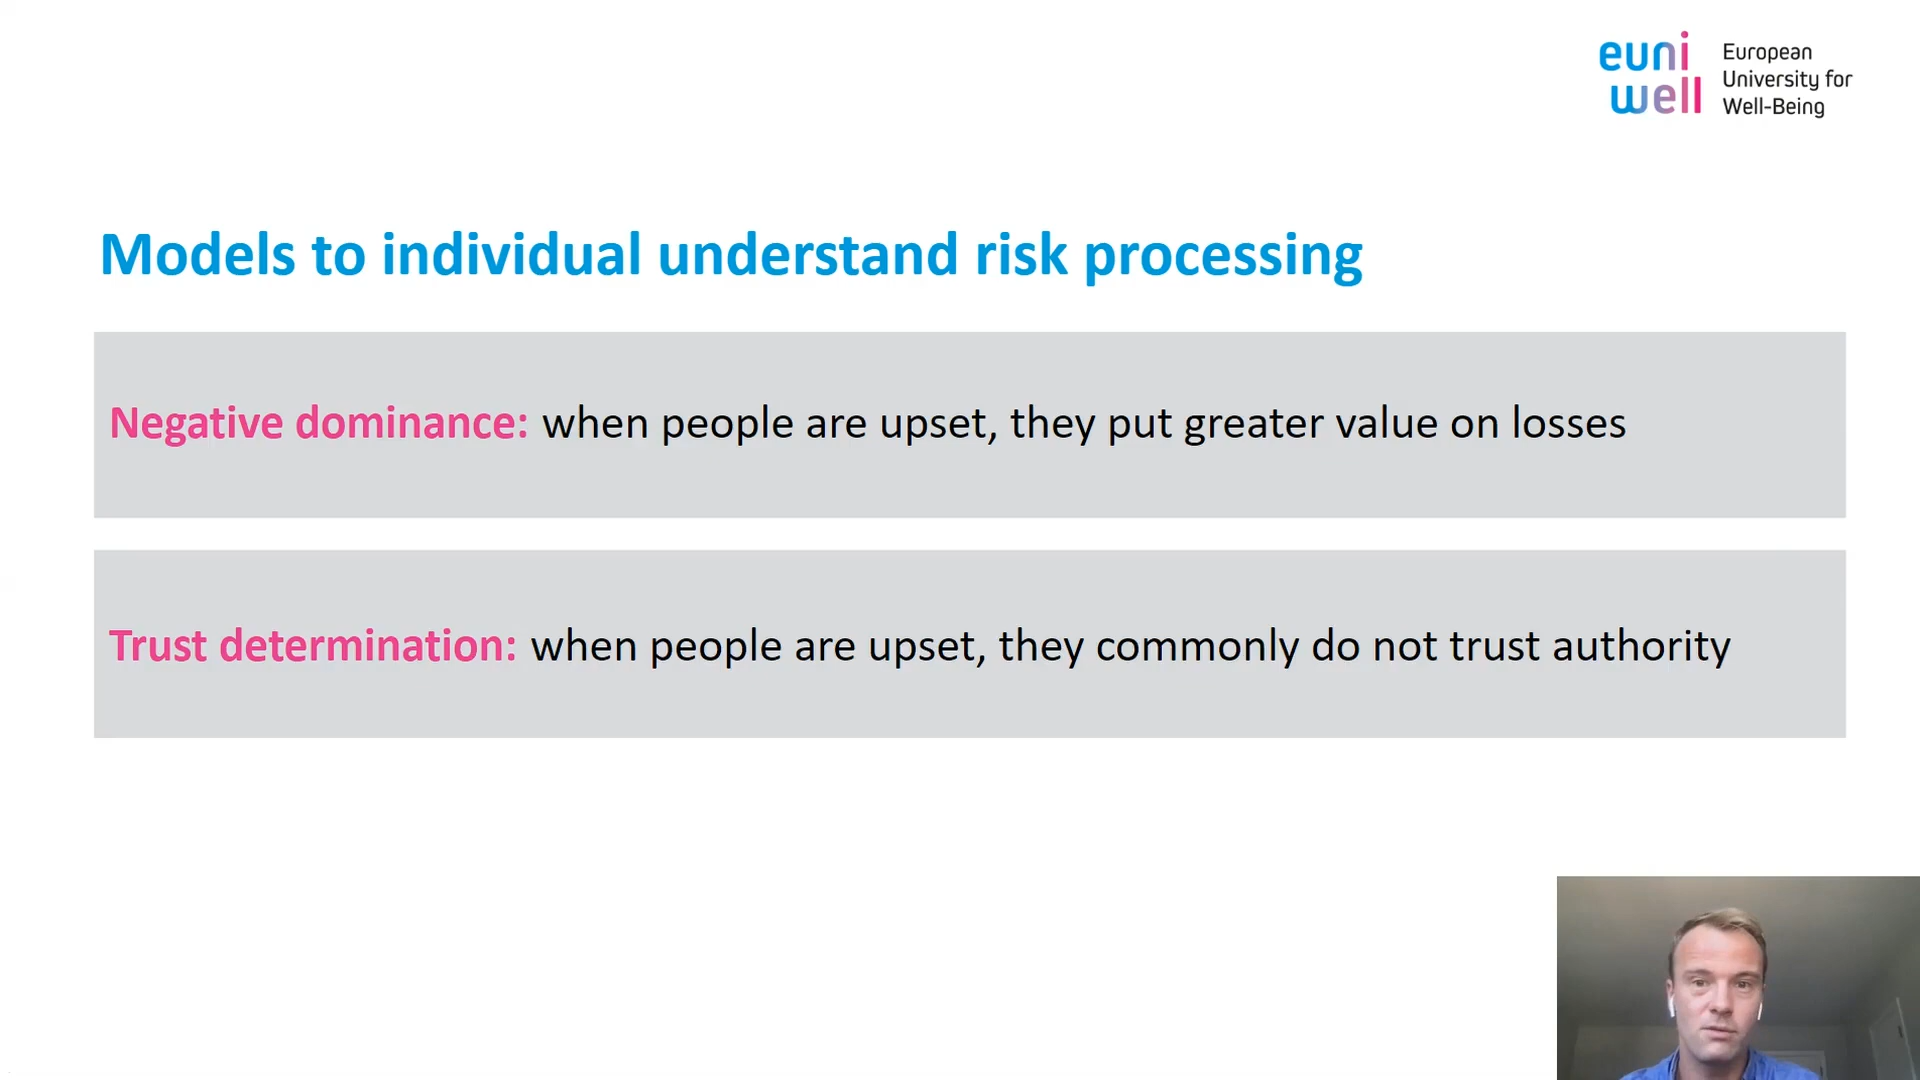 euni
well
European
University for
Well-Being
Models to individual understand risk processing
Negative dominance: when people are upset, they put greater value on losses
Trust determination: when people are upset, they commonly do not trust authority